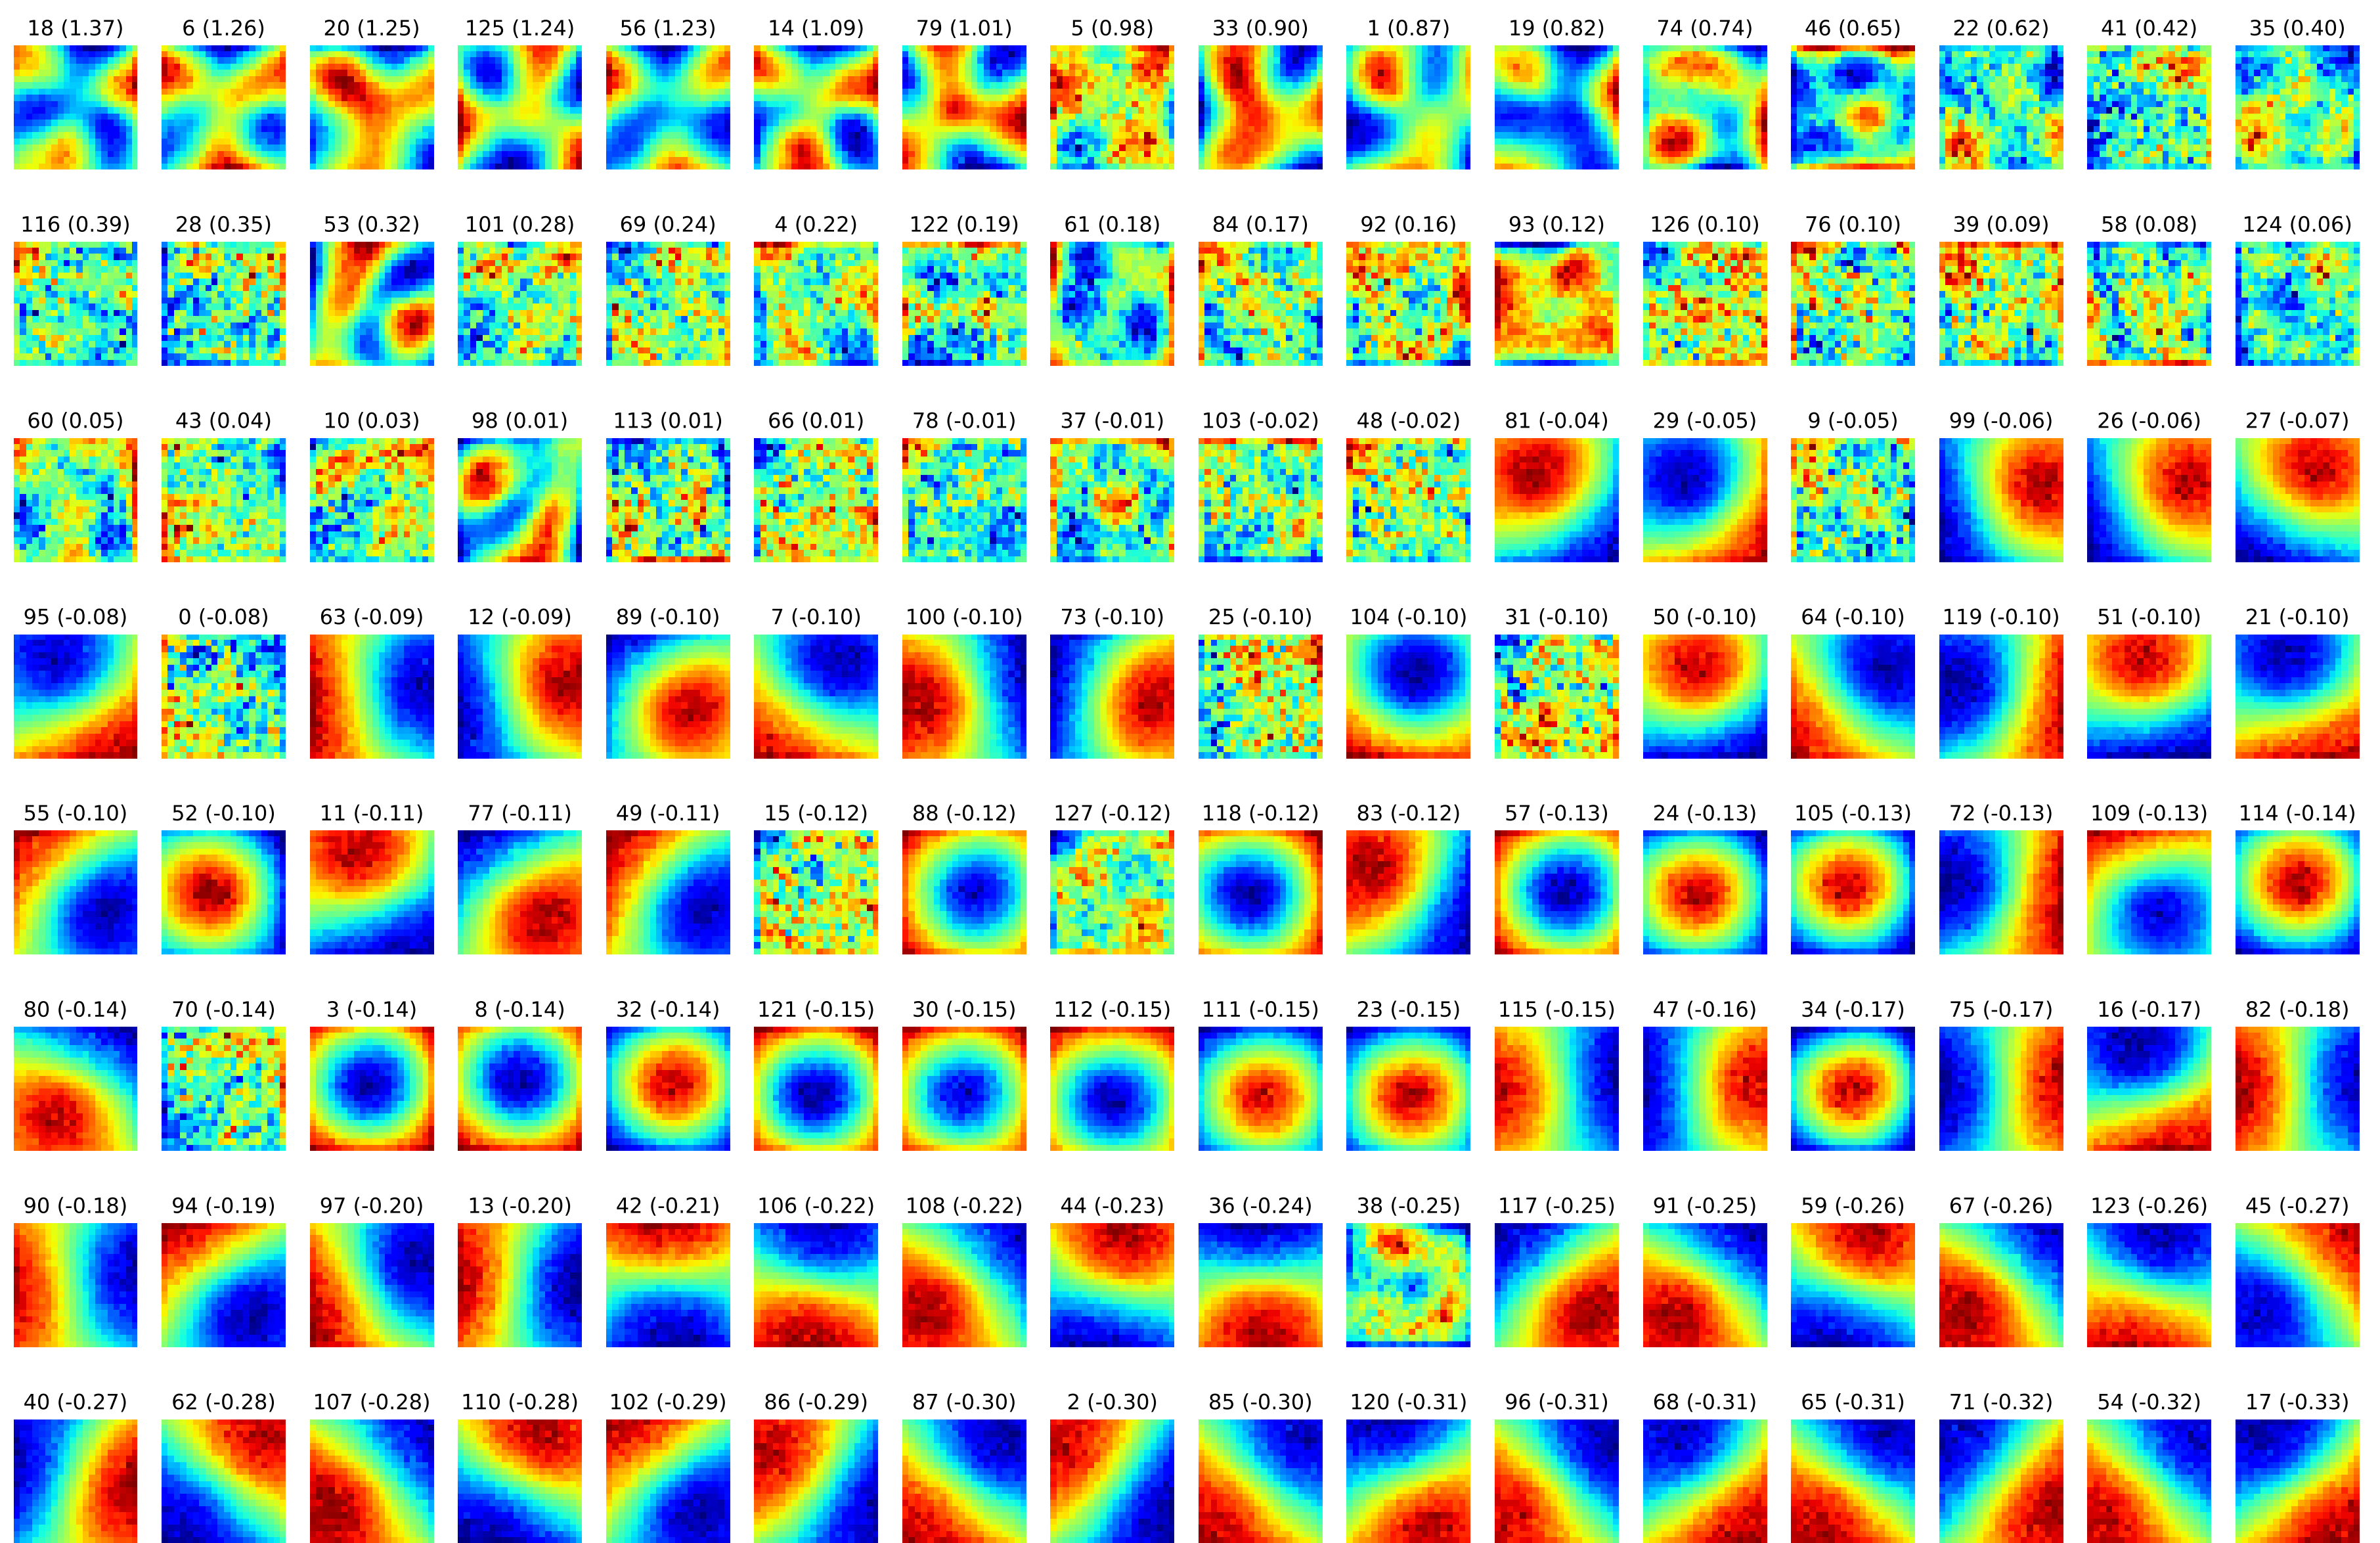 18 (1.37) 6 (1.26) 20 (1.25) 125 (1.24) 56 (1.23) 14 (1.09) 79 (1.01) 5 (0.98) 33 (0.90) 1 (0.87) 19 (0.82) 74 (0.74) 46 (0.65) 22 (0.62) 41 (0.42) 35 (0.40)
116 (0.39) 28 (0.35) 53 (0.32) 101 (0.28) 69 (0.24) 4 (0.22) 122 (0.19) 61 (0.18) 84 (0.17) 92 (0.16) 93 (0.12) 126 (0.10) 76 (0.10) 39 (0.09) 58 (0.08) 124 (0.06)
60 (0.05) 43 (0.04) 10 (0.03) 98 (0.01) 113 (0.01) 66 (0.01) 78 (-0.01) 37 (-0.01) 103 (-0.02) 48 (-0.02) 81 (-0.04) 29 (-0.05) 9 (-0.05) 99 (-0.06) 26 (-0.06) 27 (-0.07)
95 (-0.08) 0 (-0.08) 63 (-0.09) 12 (-0.09) 89 (-0.10) 7 (-0.10) 100 (-0.10) 73 (-0.10) 25 (-0.10) 104 (-0.10) 31 (-0.10) 50 (-0.10) 64 (-0.10) 119 (-0.10) 51 (-0.10) 21 (-0.10)
55 (-0.10) 52 (-0.10) 11 (-0.11) 77 (-0.11) 49 (-0.11) 15 (-0.12) 88 (-0.12) 127 (-0.12) 118 (-0.12) 83 (-0.12) 57 (-0.13) 24 (-0.13) 105 (-0.13) 72 (-0.13) 109 (-0.13) 114 (-0.14)
80 (-0.14) 70 (-0.14) 3 (-0.14) 8 (-0.14) 32 (-0.14) 121 (-0.15) 30 (-0.15) 112 (-0.15) 111 (-0.15) 23 (-0.15) 115 (-0.15) 47 (-0.16) 34 (-0.17) 75 (-0.17) 16 (-0.17) 82 (-0.18)
90 (-0.18) 94 (-0.19) 97 (-0.20) 13 (-0.20) 42 (-0.21) 106 (-0.22) 108 (-0.22) 44 (-0.23) 36 (-0.24) 38 (-0.25) 117 (-0.25) 91 (-0.25) 59 (-0.26) 67 (-0.26) 123 (-0.26) 45 (-0.27)
40 (-0.27) 62 (-0.28) 107 (-0.28) 110 (-0.28) 102 (-0.29) 86 (-0.29) 87 (-0.30) 2 (-0.30) 85 (-0.30) 120 (-0.31) 96 (-0.31) 68 (-0.31) 65 (-0.31) 71 (-0.32) 54 (-0.32) 17 (-0.33)